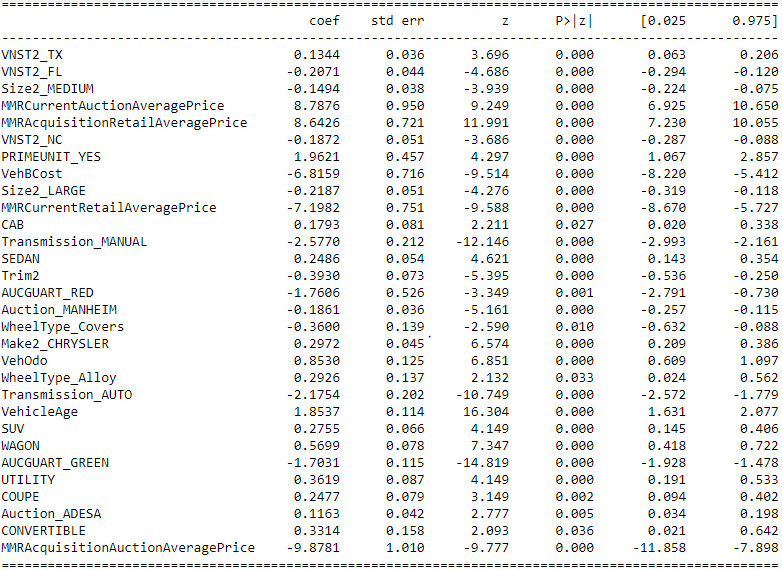 coef std err z P>|z| [0.025 0.975]
VNST2_TX 0.1344 0.036 3.696 0.000 0.063 0.206
VNST2_FL -0.2071 0.044 -4.686 0.000 -0.294 -0.120
Size2_MEDIUM -0.1494 0.038 -3.939 0.000 -0.224 -0.075
MMRCurrentAuctionAveragePrice 8.7876 0.950 9.249 0.000 6.925 10.650
MMRAcquisitionRetailAveragePrice 8.6426 0.721 11.991 0.000 7.230 10.055
VNST2_NC -0.1872 0.051 -3.686 0.000 -0.287 -0.088
PRIMEUNIT_YES 1.9621 0.457 4.297 0.000 1.067 2.857
VehBCost -6.8159 0.716 -9.514 0.000 -8.220 -5.412
Size2_LARGE -0.2187 0.051 -4.276 0.000 -0.319 -0.118
MMRCurrentRetailAveragePrice -7.1982 0.751 -9.588 0.000 -8.670 -5.727
CAB 0.1793 0.081 2.211 0.027 0.020 0.338
Transmission_MANUAL -2.5770 0.212 -12.146 0.000 -2.993 -2.161
SEDAN 0.2486 0.054 4.621 0.000 0.143 0.354
Trim2 -0.3930 0.073 -5.395 0.000 -0.536 -0.250
AUCGUART_RED -1.7606 0.526 -3.349 0.001 -2.791 -0.730
Auction_MANHEIM -0.1861 0.036 -5.161 0.000 -0.257 -0.115
WheelType_Covers -0.3600 0.139 -2.590 0.010 -0.632 -0.088
Make2_CHRYSLER 0.2972 0.045 6.574 0.000 0.209 0.386
VehOdo 0.8530 0.125 6.851 0.000 0.609 1.097
WheelType_Alloy 0.2926 0.137 2.132 0.033 0.024 0.562
Transmission_AUTO -2.1754 0.202 -10.749 0.000 -2.572 -1.779
VehicleAge 1.8537 0.114 16.304 0.000 1.631 2.077
SUV 0.2755 0.066 4.149 0.000 0.145 0.406
WAGON 0.5699 0.078 7.347 0.000 0.418 0.722
AUCGUART_GREEN -1.7031 0.115 -14.819 0.000 -1.928 -1.478
UTILITY 0.3619 0.087 4.149 0.000 0.191 0.533
COUPE 0.2477 0.079 3.149 0.002 0.094 0.402
Auction_ADESA 0.1163 0.042 2.777 0.005 0.034 0.198
CONVERTIBLE 0.3314 0.158 2.093 0.036 0.021 0.642
MMRAcquisitionAuctionAveragePrice -9.8781 1.010 -9.777 0.000 -11.858 -7.898